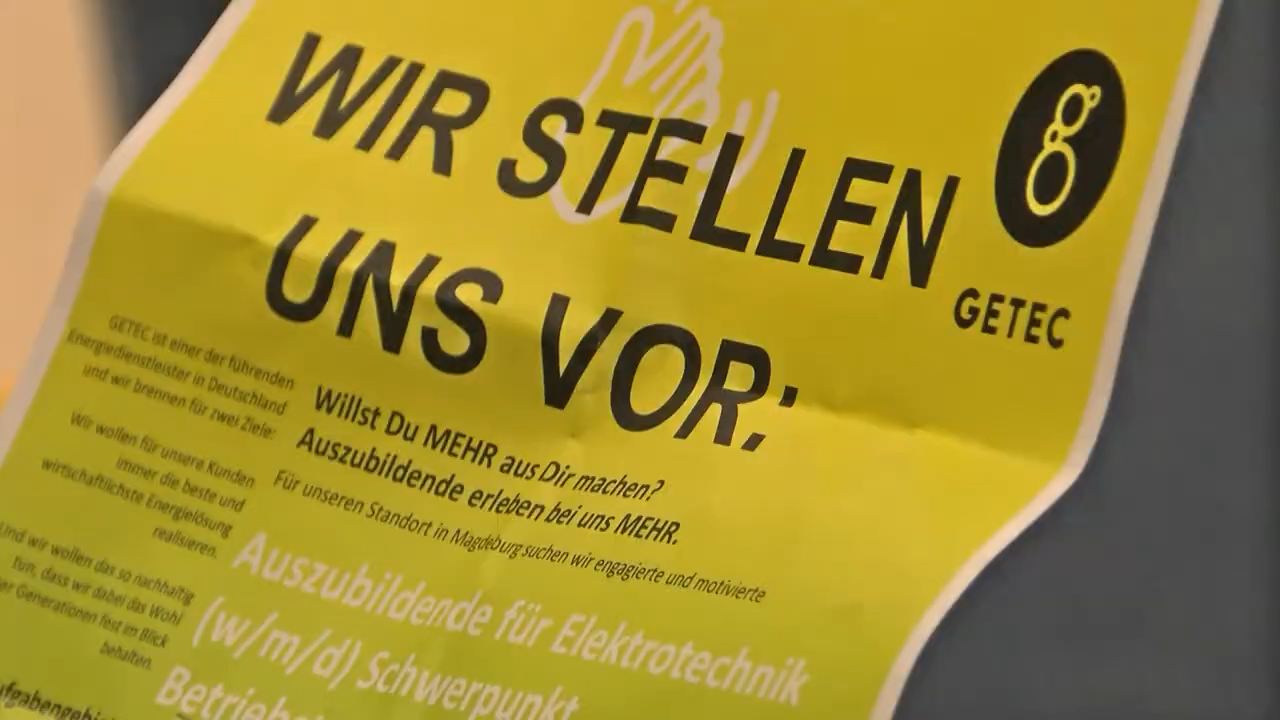 WIR STELLEN
UNS VOR:
GETEC
GETEC ist einer der führenden
Energiedienstleister in Deutschland
und wir brennen für zwei Ziele:
Wir wollen für unsere Kunden
immer die beste und
wirtschaftlichste Energielösung
realisieren.
Und wir wollen das so nachhaltig
tun, dass wir dabei das Wohl
Generationen fest im Blick
behalten.
Willst Du MEHR aus Dir machen?
Auszubildende erleben bei uns MEHR.
Für unseren Standort in Magdeburg suchen wir engagierte und motivierte
Auszubildende für Elektrotechnik
(w/m/d) Schwerpunkt